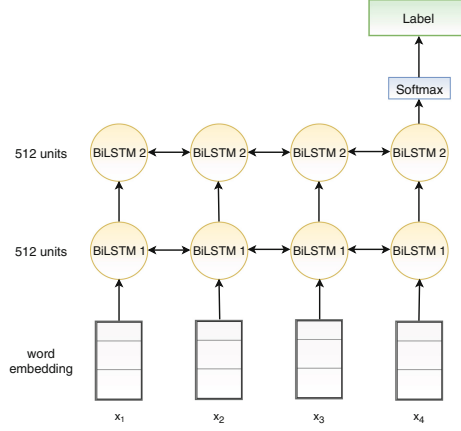 Label
Softmax
512 units BiLSTM 2 BiLSTM 2 BiLSTM 2 BiLSTM 2
512 units BiLSTM 1 BiLSTM 1 BiLSTM 1 BiLSTM 1
word
embedding
x₁ x₂ x₃ x₄